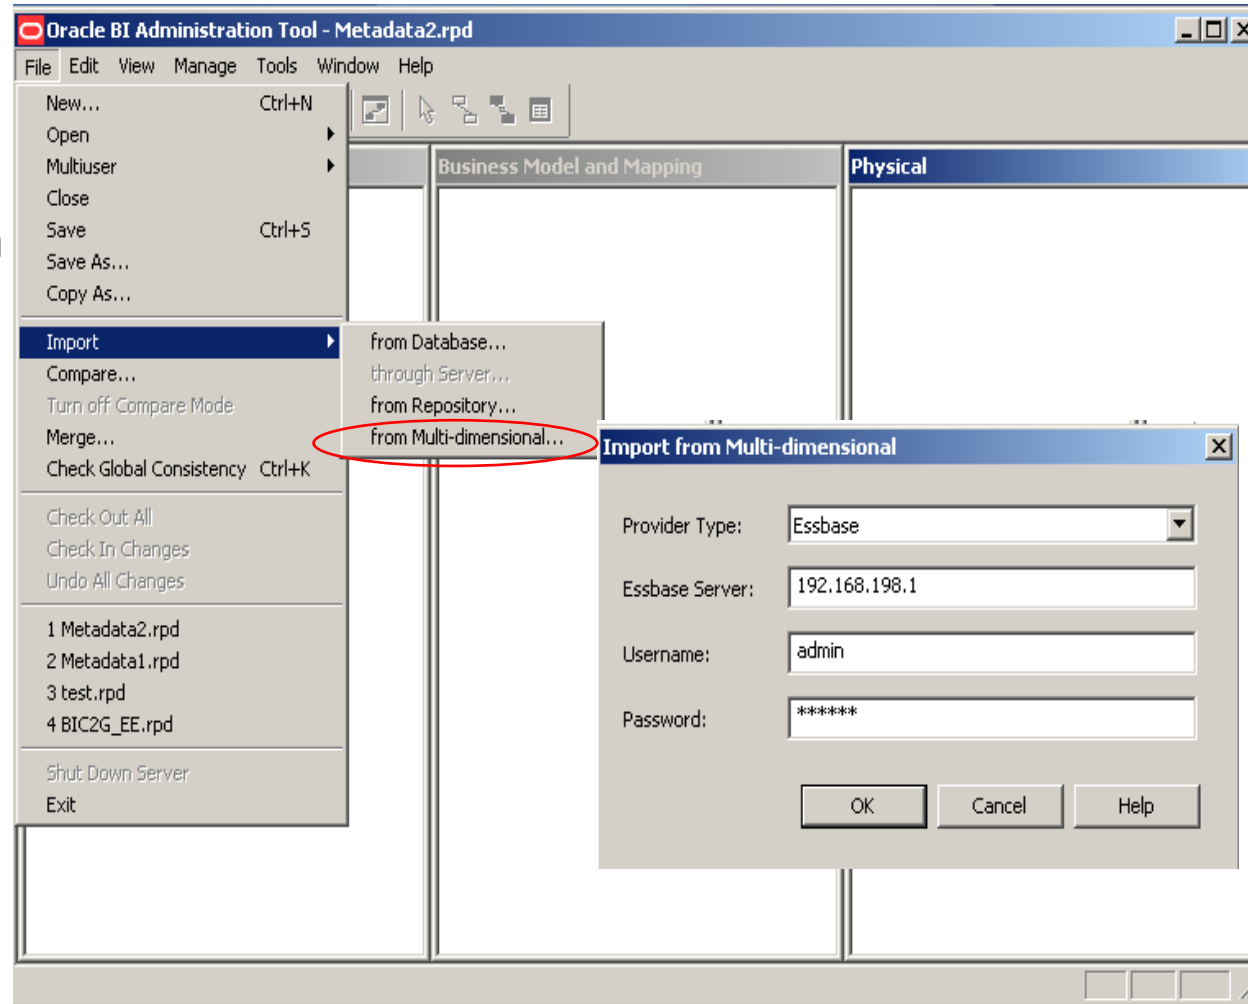 Oracle BI Administration Tool - Metadata2.rpd
File Edit View Manage Tools Window Help
New... Ctrl+N
Open
Multiuser
Close
Save Ctrl+S
Save As...
Copy As...
Import
Compare...
Turn off Compare Mode
Merge...
Check Global Consistency Ctrl+K
Check Out All
Check In Changes
Undo All Changes
1 Metadata2.rpd
2 Metadata1.rpd
3 test.rpd
4 BIC2G_EE.rpd
Shut Down Server
Exit
from Database...
through Server...
from Repository...
from Multi-dimensional...
Business Model and Mapping
Physical
Import from Multi-dimensional
Provider Type: Essbase
Essbase Server: 192.168.198.1
Username: admin
Password: ******
OK Cancel Help